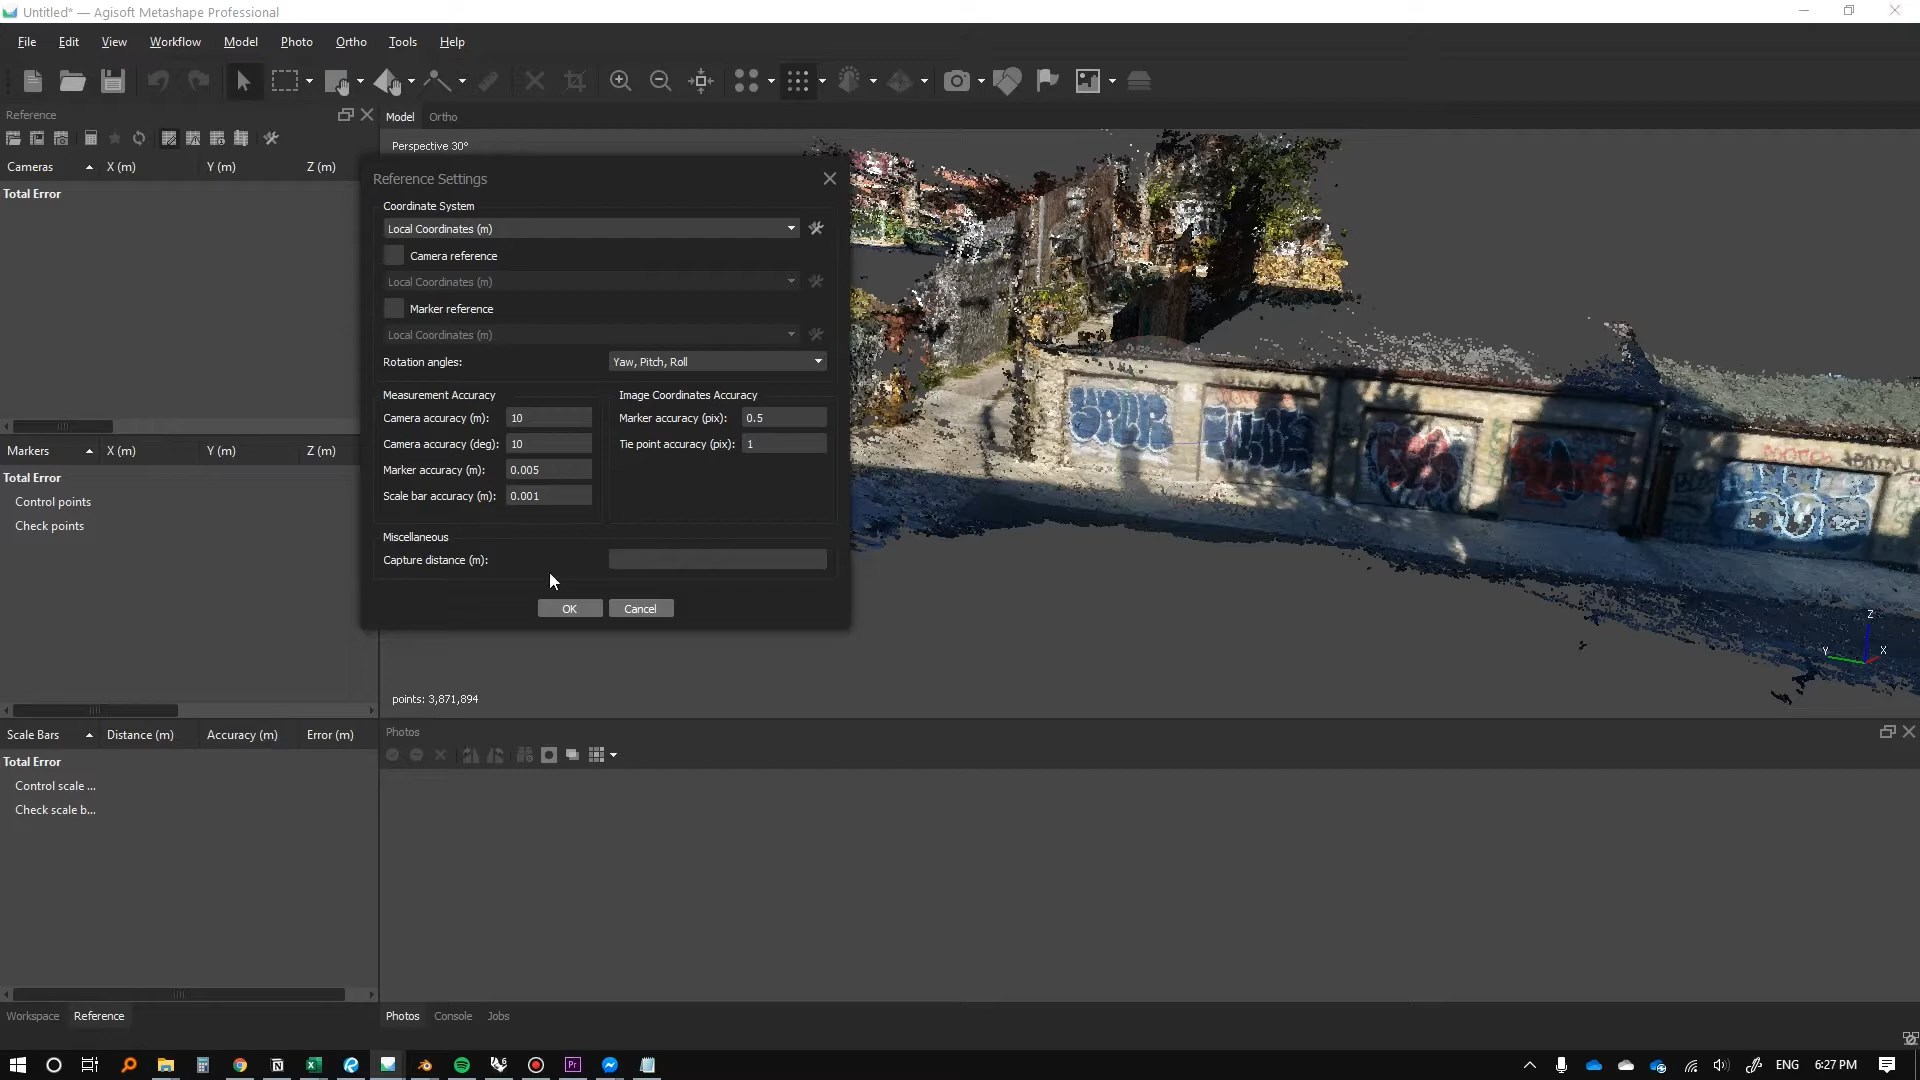 Untitled* — Agisoft Metashape Professional
File Edit View Workflow Model Photo Ortho Tools Help
Reference
Model Ortho
Cameras X (m) Y (m) Z (m)
Total Error
Perspective 30°
Reference Settings
Coordinate System
Local Coordinates (m)
Camera reference
Local Coordinates (m)
Marker reference
Local Coordinates (m)
Rotation angles: Yaw, Pitch, Roll
Measurement Accuracy Image Coordinates Accuracy
Camera accuracy (m): 10 Marker accuracy (pix): 0.5
Camera accuracy (deg): 10 Tie point accuracy (pix): 1
Marker accuracy (m): 0.005
Scale bar accuracy (m): 0.001
Miscellaneous
Capture distance (m):
OK Cancel
Markers X (m) Y (m) Z (m)
Total Error
Control points
Check points
Z
Y X
points: 3,871,894
Scale Bars Distance (m) Accuracy (m) Error (m)
Total Error
Control scale ...
Check scale b...
Photos
Workspace Reference
Photos Console Jobs
ENG 6:27 PM